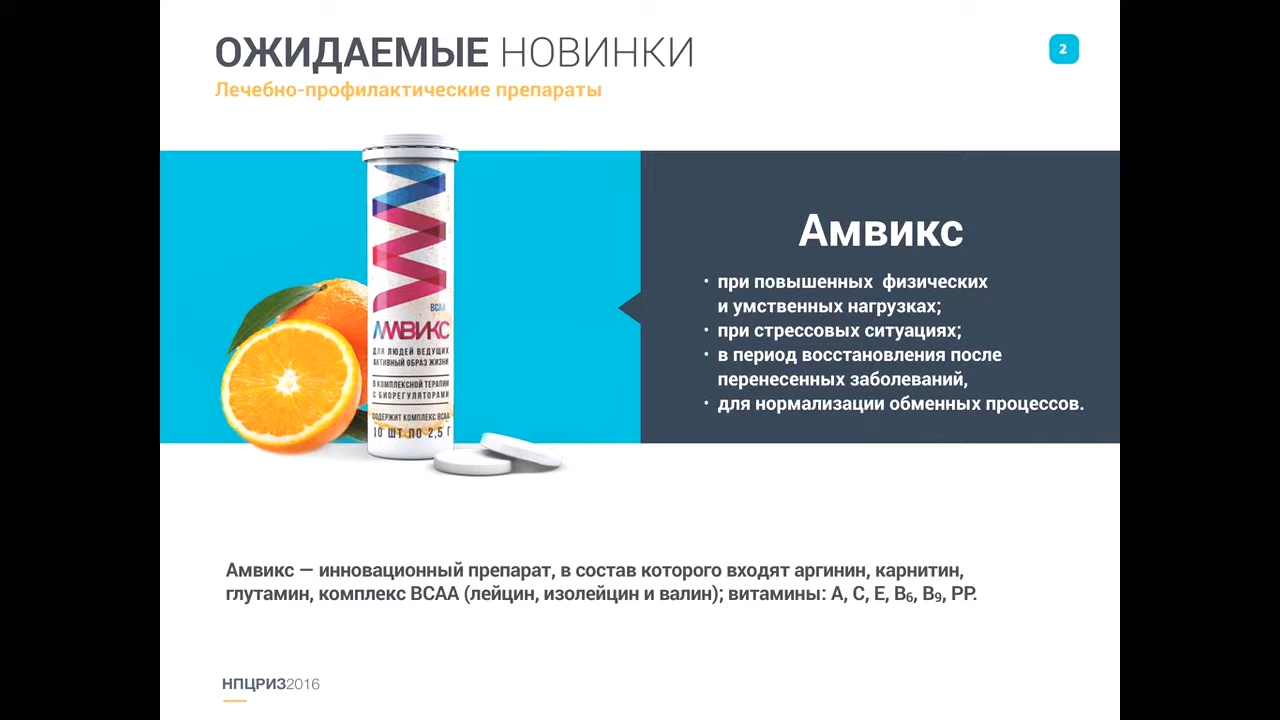 ОЖИДАЕМЫЕ НОВИНКИ
2
Лечебно-профилактические препараты
BCAA
АМВИКС
ДЛЯ ЛЮДЕЙ ВЕДУЩИХ
АКТИВНЫЙ ОБРАЗ ЖИЗНИ
В КОМПЛЕКСНОЙ ТЕРАПИИ
С БИОРЕГУЛЯТОРАМИ
СОДЕРЖИТ КОМПЛЕКС BCAA
10 ШТ ПО 2,5 Г
Амвикс
• при повышенных физических
и умственных нагрузках;
• при стрессовых ситуациях;
• в период восстановления после
перенесенных заболеваний,
• для нормализации обменных процессов.
Амвикс — инновационный препарат, в состав которого входят аргинин, карнитин,
глутамин, комплекс BCAA (лейцин, изолейцин и валин); витамины: А, С, Е, В₆, В₉, РР.
НПЦРИЗ2016